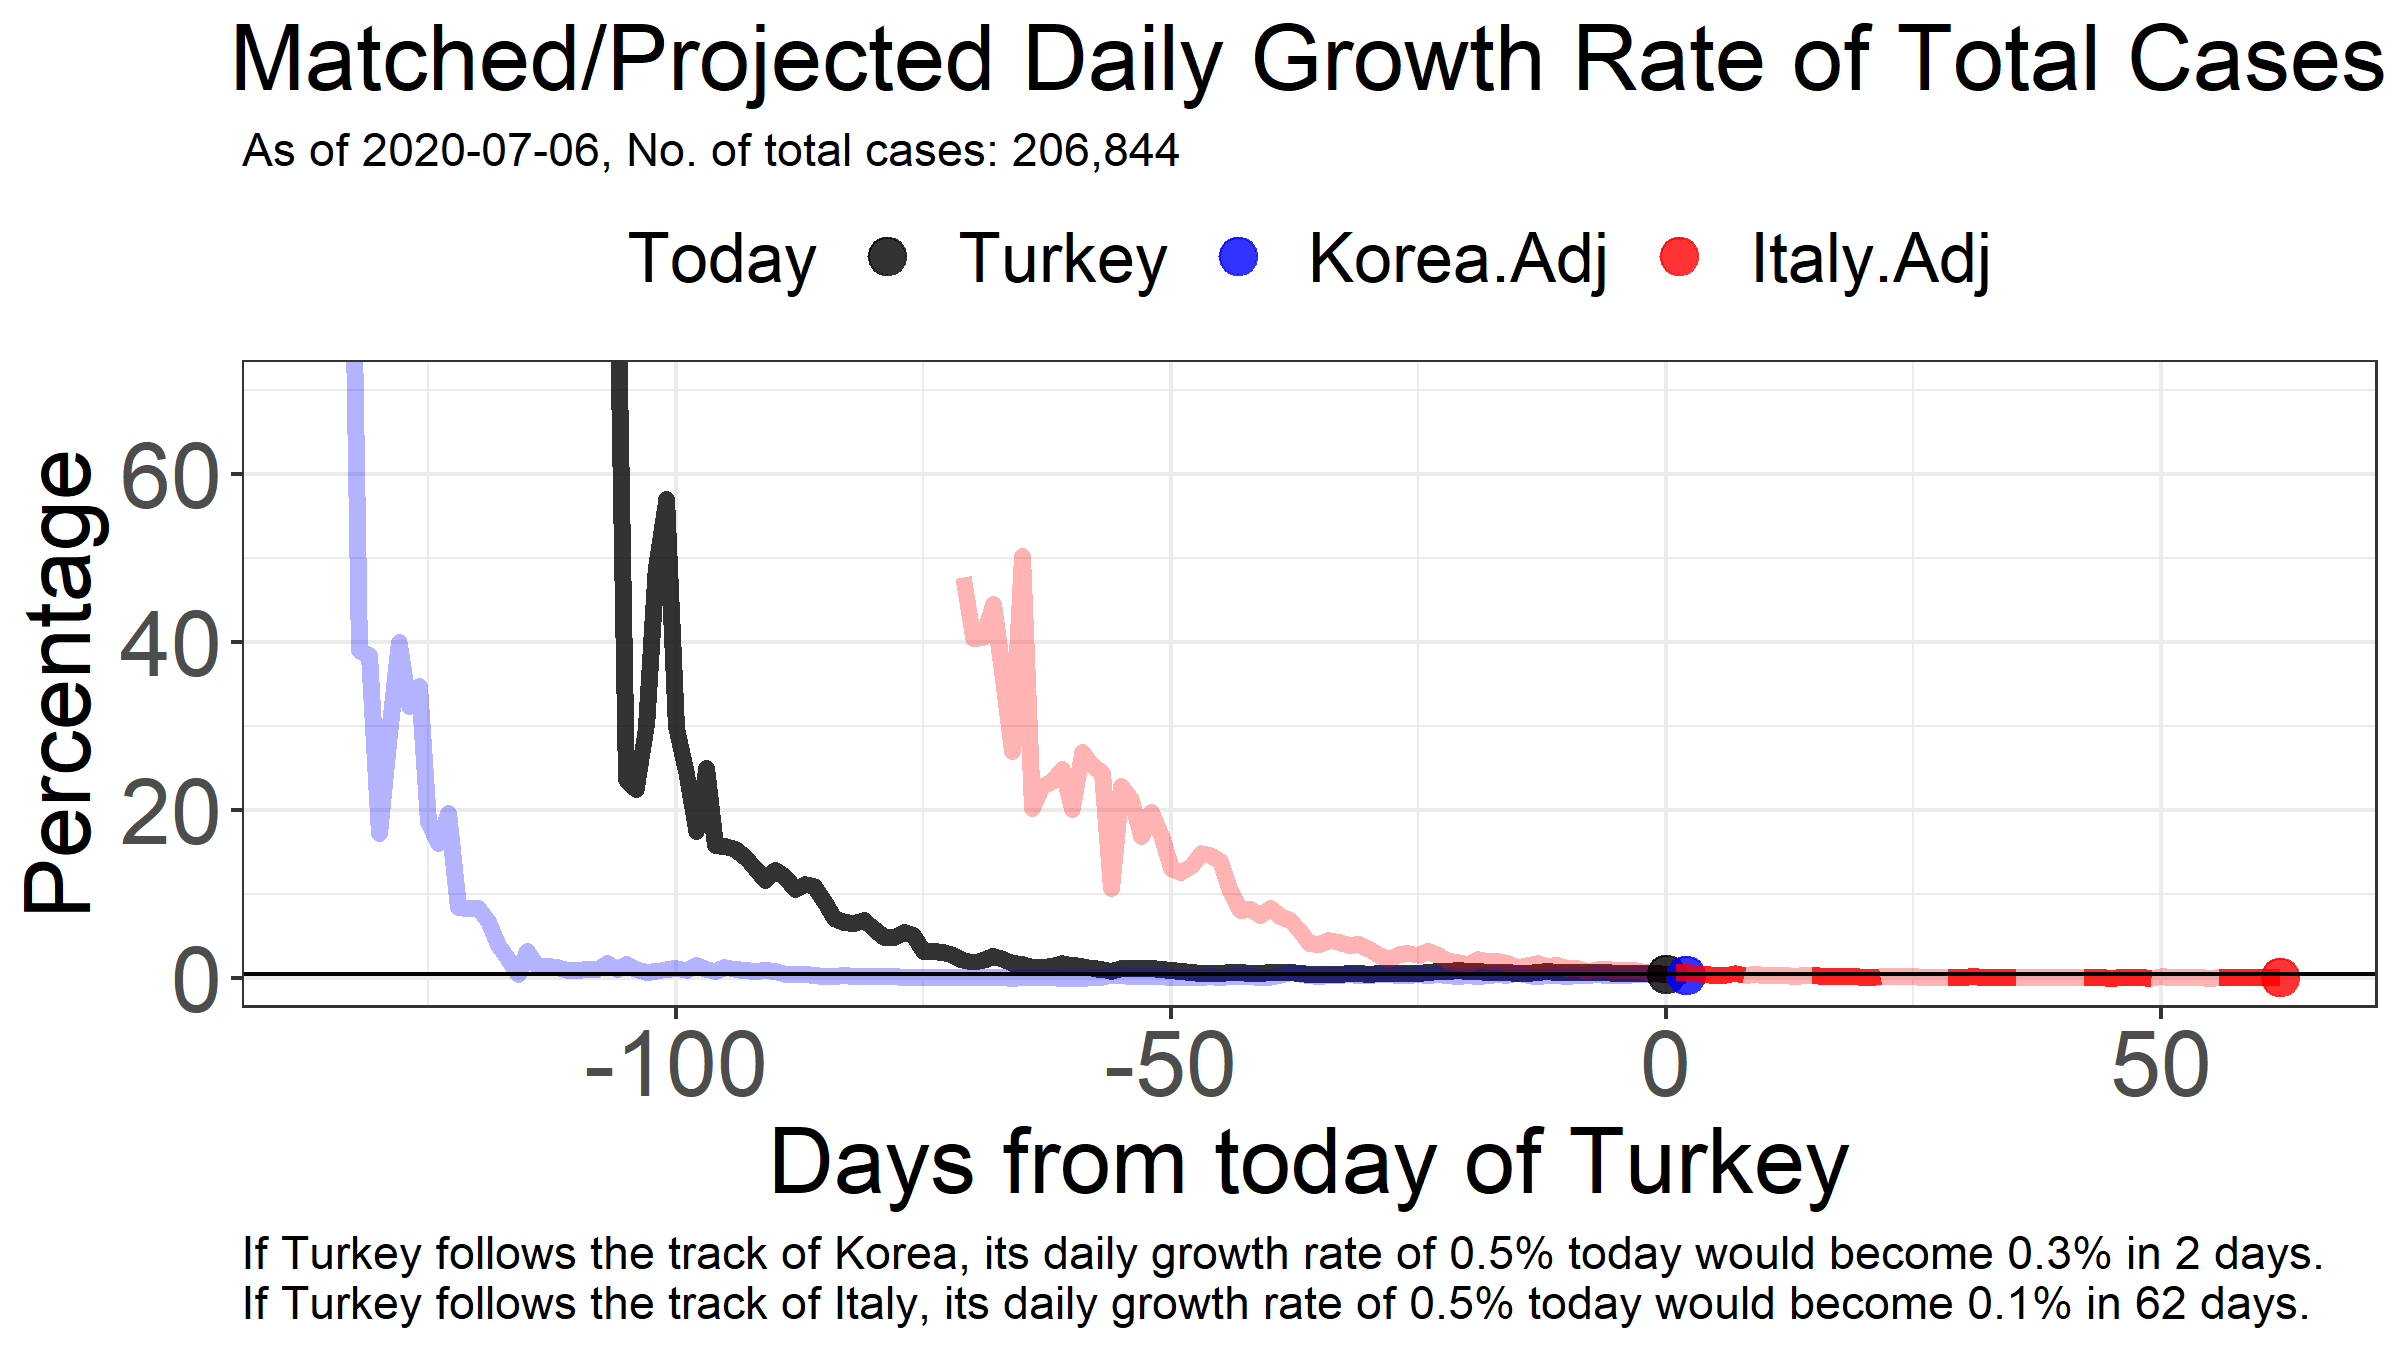 Matched/Projected Daily Growth Rate of Total Cases
As of 2020-07-06, No. of total cases: 206,844
Today Turkey Korea.Adj Italy.Adj
Percentage
60
40
20
0
-100 -50 0 50
Days from today of Turkey
If Turkey follows the track of Korea, its daily growth rate of 0.5% today would become 0.3% in 2 days.
If Turkey follows the track of Italy, its daily growth rate of 0.5% today would become 0.1% in 62 days.